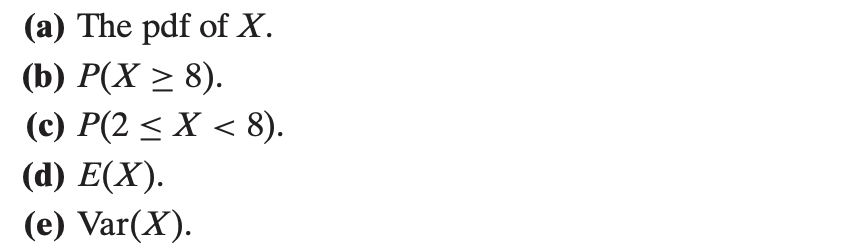 (a) The pdf of X.
(b) P(X ≥ 8).
(c) P(2 ≤ X < 8).
(d) E(X).
(e) Var(X).